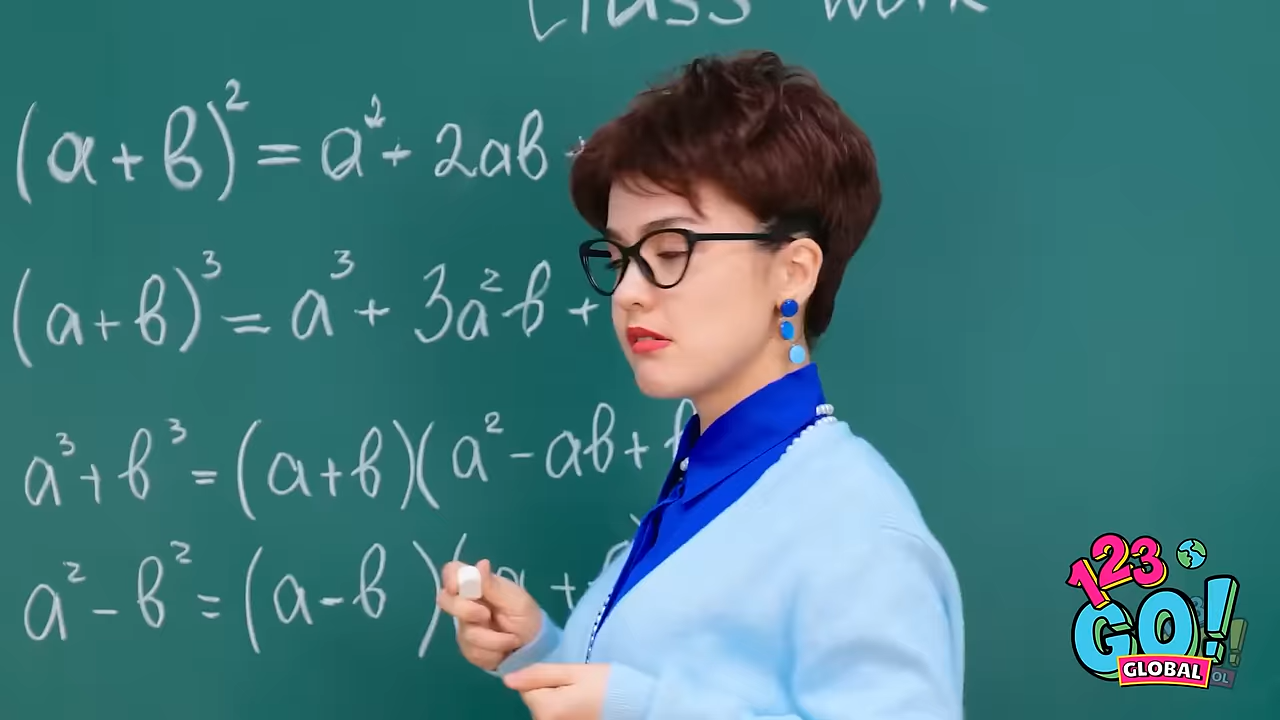 Class work
(a+b)² = a² + 2ab +
(a+b)³ = a³ + 3a²b +
a³+b³ = (a+b)(a² - ab + b
a² - b² = (a-b)(a +
123
GO!
GLOBAL